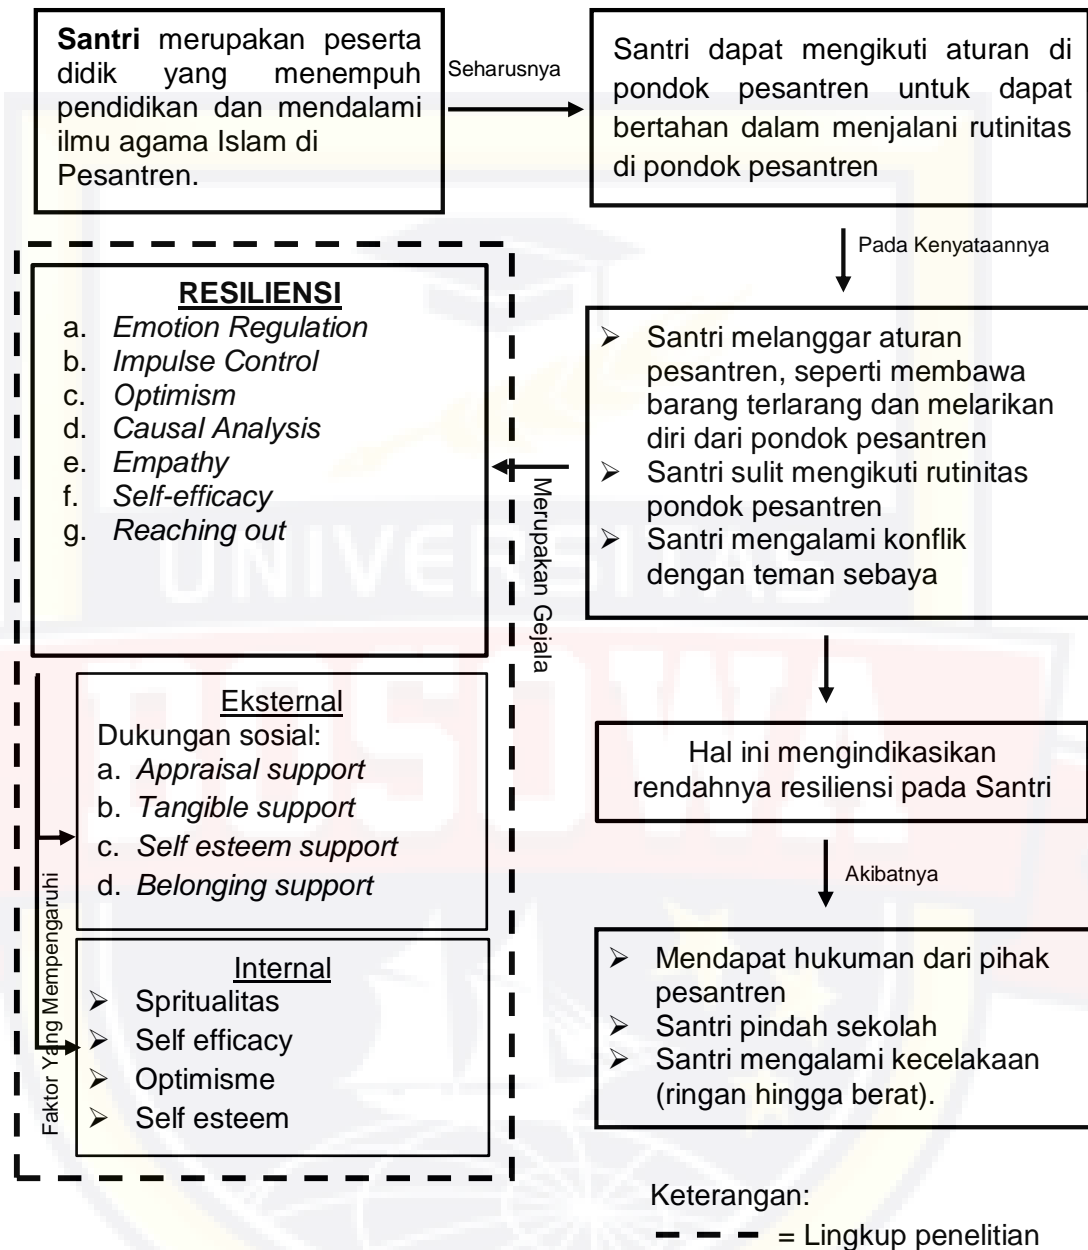 Santri merupakan peserta
didik yang menempuh
pendidikan dan mendalami
ilmu agama Islam di
Pesantren.
Seharusnya
Santri dapat mengikuti aturan di
pondok pesantren untuk dapat
bertahan dalam menjalani rutinitas
di pondok pesantren
Pada Kenyataannya
➢ Santri melanggar aturan
pesantren, seperti membawa
barang terlarang dan melarikan
diri dari pondok pesantren
➢ Santri sulit mengikuti rutinitas
pondok pesantren
➢ Santri mengalami konflik
dengan teman sebaya
Merupakan Gejala
RESILIENSI
a. Emotion Regulation
b. Impulse Control
c. Optimism
d. Causal Analysis
e. Empathy
f. Self-efficacy
g. Reaching out
Faktor Yang Mempengaruhi
Eksternal
Dukungan sosial:
a. Appraisal support
b. Tangible support
c. Self esteem support
d. Belonging support
Internal
➢ Spritualitas
➢ Self efficacy
➢ Optimisme
➢ Self esteem
Hal ini mengindikasikan
rendahnya resiliensi pada Santri
Akibatnya
➢ Mendapat hukuman dari pihak
pesantren
➢ Santri pindah sekolah
➢ Santri mengalami kecelakaan
(ringan hingga berat).
Keterangan:
= Lingkup penelitian
UNIVERSITAS
BOSOWA